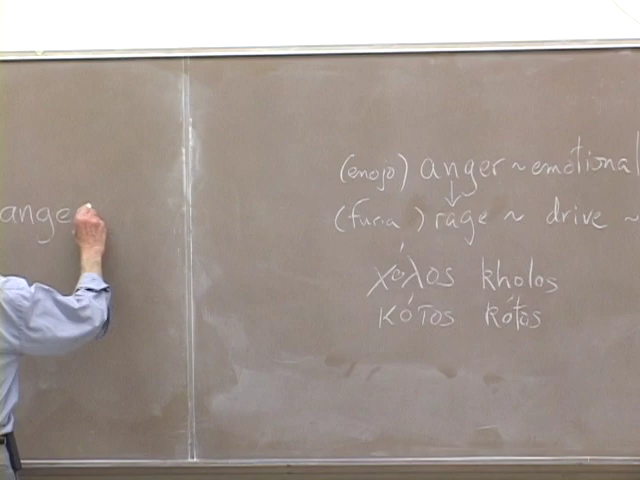 ange
(enojo) anger ~ emotional
↓
(furia) rage ~ drive ~
χόλος kholos
κότος kótos